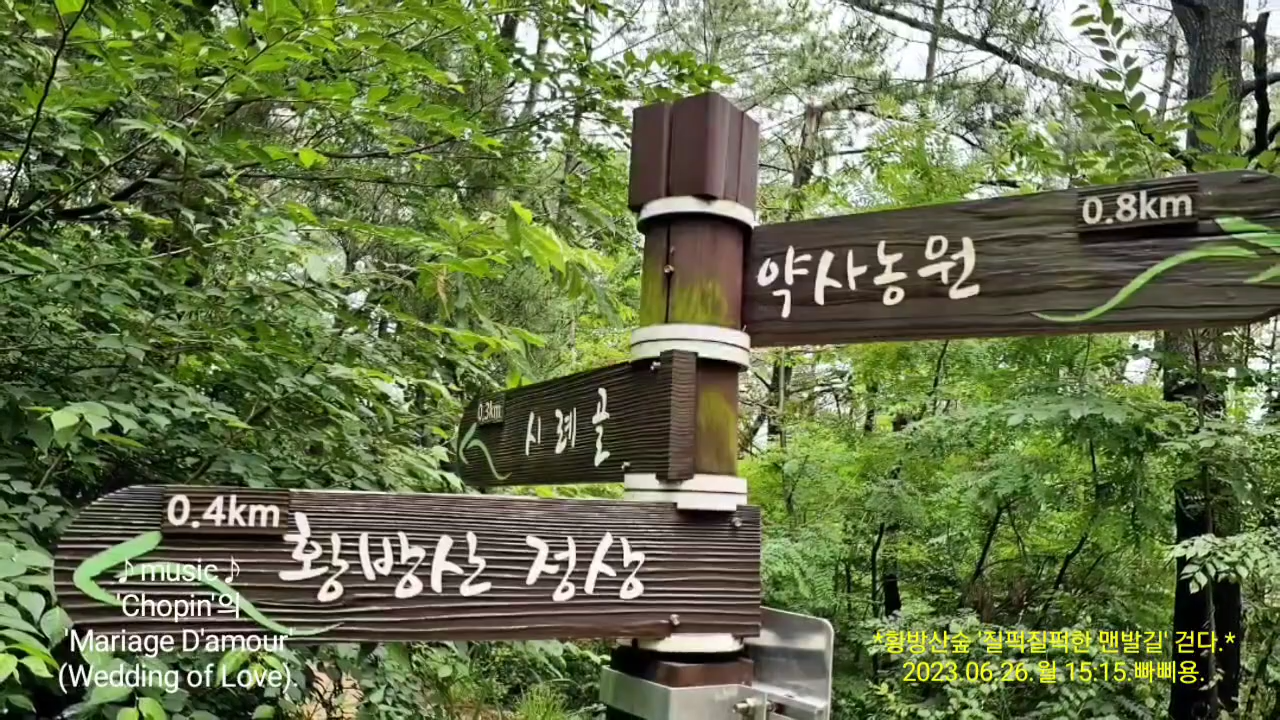 0.8km
약사농원
0.3km
시례골
0.4km
황방산 정상
♪music♪
'Chopin'의
'Mariage D'amour'
(Wedding of Love).
*황방산숲 '질퍽질퍽한 맨발길' 걷다.*
2023.06.26.월 15:15.빠삐용.